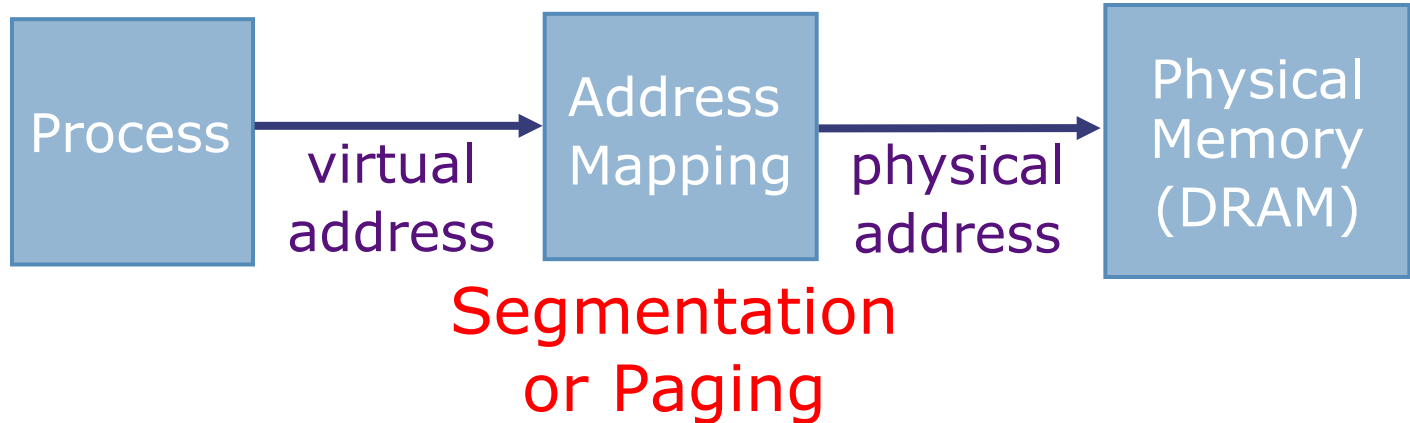 Process
virtual
address
Address
Mapping
physical
address
Physical
Memory
(DRAM)
Segmentation
or Paging